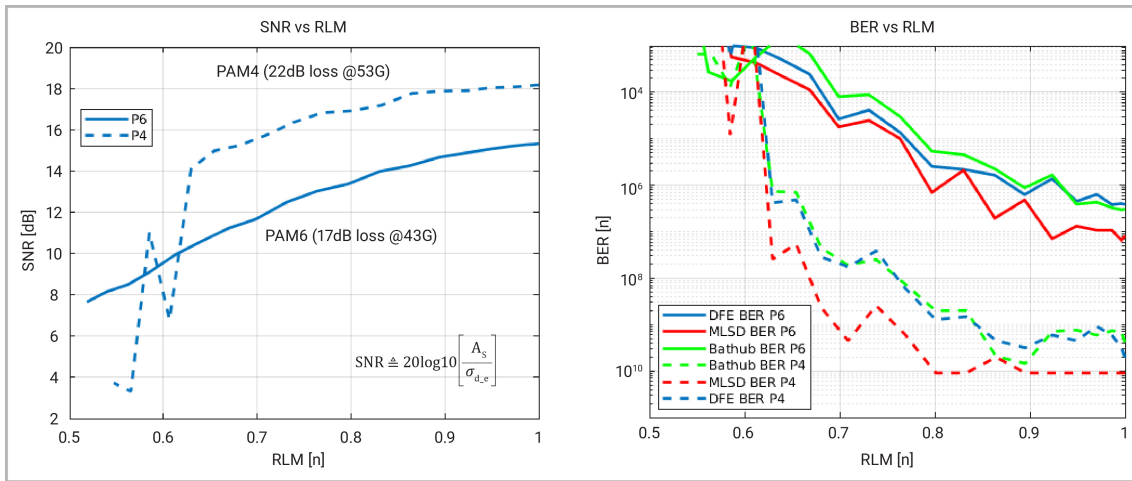 SNR vs RLM
20
18
16
14
12
10
8
6
4
2
SNR [dB]
PAM4 (22dB loss @53G)
P6
P4
PAM6 (17dB loss @43G)
SNR ≜ 20log10[A_S/σ_d_e]
0.5 0.6 0.7 0.8 0.9 1
RLM [n]
BER vs RLM
10^4
10^6
10^8
10^10
BER [n]
DFE BER P6
MLSD BER P6
Bathub BER P6
Bathub BER P4
MLSD BER P4
DFE BER P4
0.5 0.6 0.7 0.8 0.9 1
RLM [n]